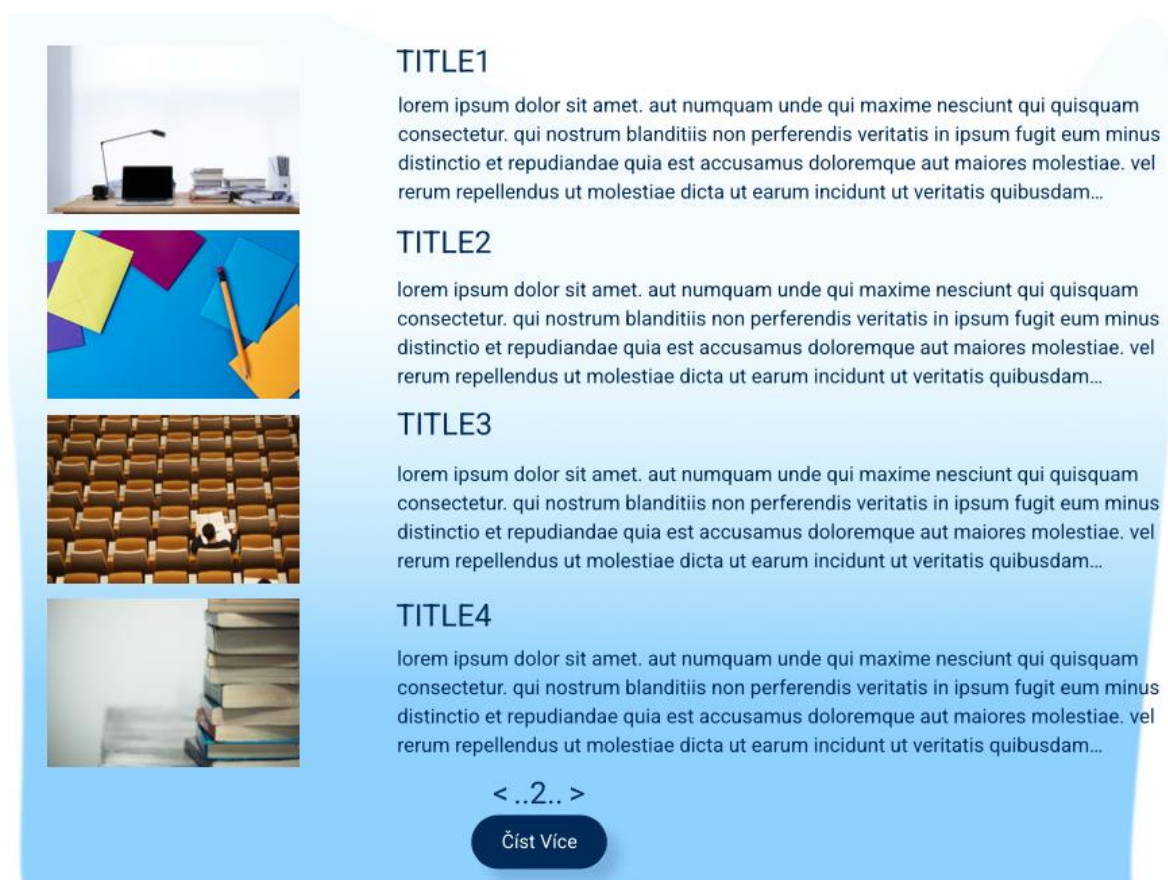 TITLE1
lorem ipsum dolor sit amet. aut numquam unde qui maxime nesciunt qui quisquam
consectetur. qui nostrum blanditiis non perferendis veritatis in ipsum fugit eum minus
distinctio et repudiandae quia est accusamus doloremque aut maiores molestiae. vel
rerum repellendus ut molestiae dicta ut earum incidunt ut veritatis quibusdam...
TITLE2
lorem ipsum dolor sit amet. aut numquam unde qui maxime nesciunt qui quisquam
consectetur. qui nostrum blanditiis non perferendis veritatis in ipsum fugit eum minus
distinctio et repudiandae quia est accusamus doloremque aut maiores molestiae. vel
rerum repellendus ut molestiae dicta ut earum incidunt ut veritatis quibusdam...
TITLE3
lorem ipsum dolor sit amet. aut numquam unde qui maxime nesciunt qui quisquam
consectetur. qui nostrum blanditiis non perferendis veritatis in ipsum fugit eum minus
distinctio et repudiandae quia est accusamus doloremque aut maiores molestiae. vel
rerum repellendus ut molestiae dicta ut earum incidunt ut veritatis quibusdam...
TITLE4
lorem ipsum dolor sit amet. aut numquam unde qui maxime nesciunt qui quisquam
consectetur. qui nostrum blanditiis non perferendis veritatis in ipsum fugit eum minus
distinctio et repudiandae quia est accusamus doloremque aut maiores molestiae. vel
rerum repellendus ut molestiae dicta ut earum incidunt ut veritatis quibusdam...
< ..2.. >
Číst Více